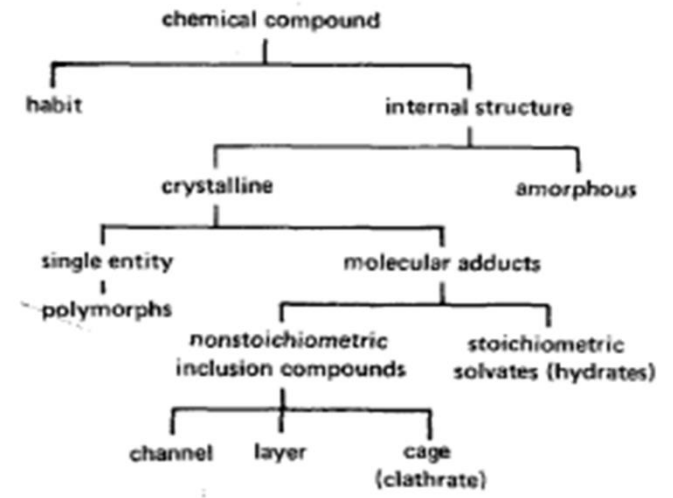 chemical compound
habit
internal structure
crystalline
amorphous
single entity
molecular adducts
polymorphs
nonstoichiometric
inclusion compounds
stoichiometric
solvates (hydrates)
channel
layer
cage
(clathrate)